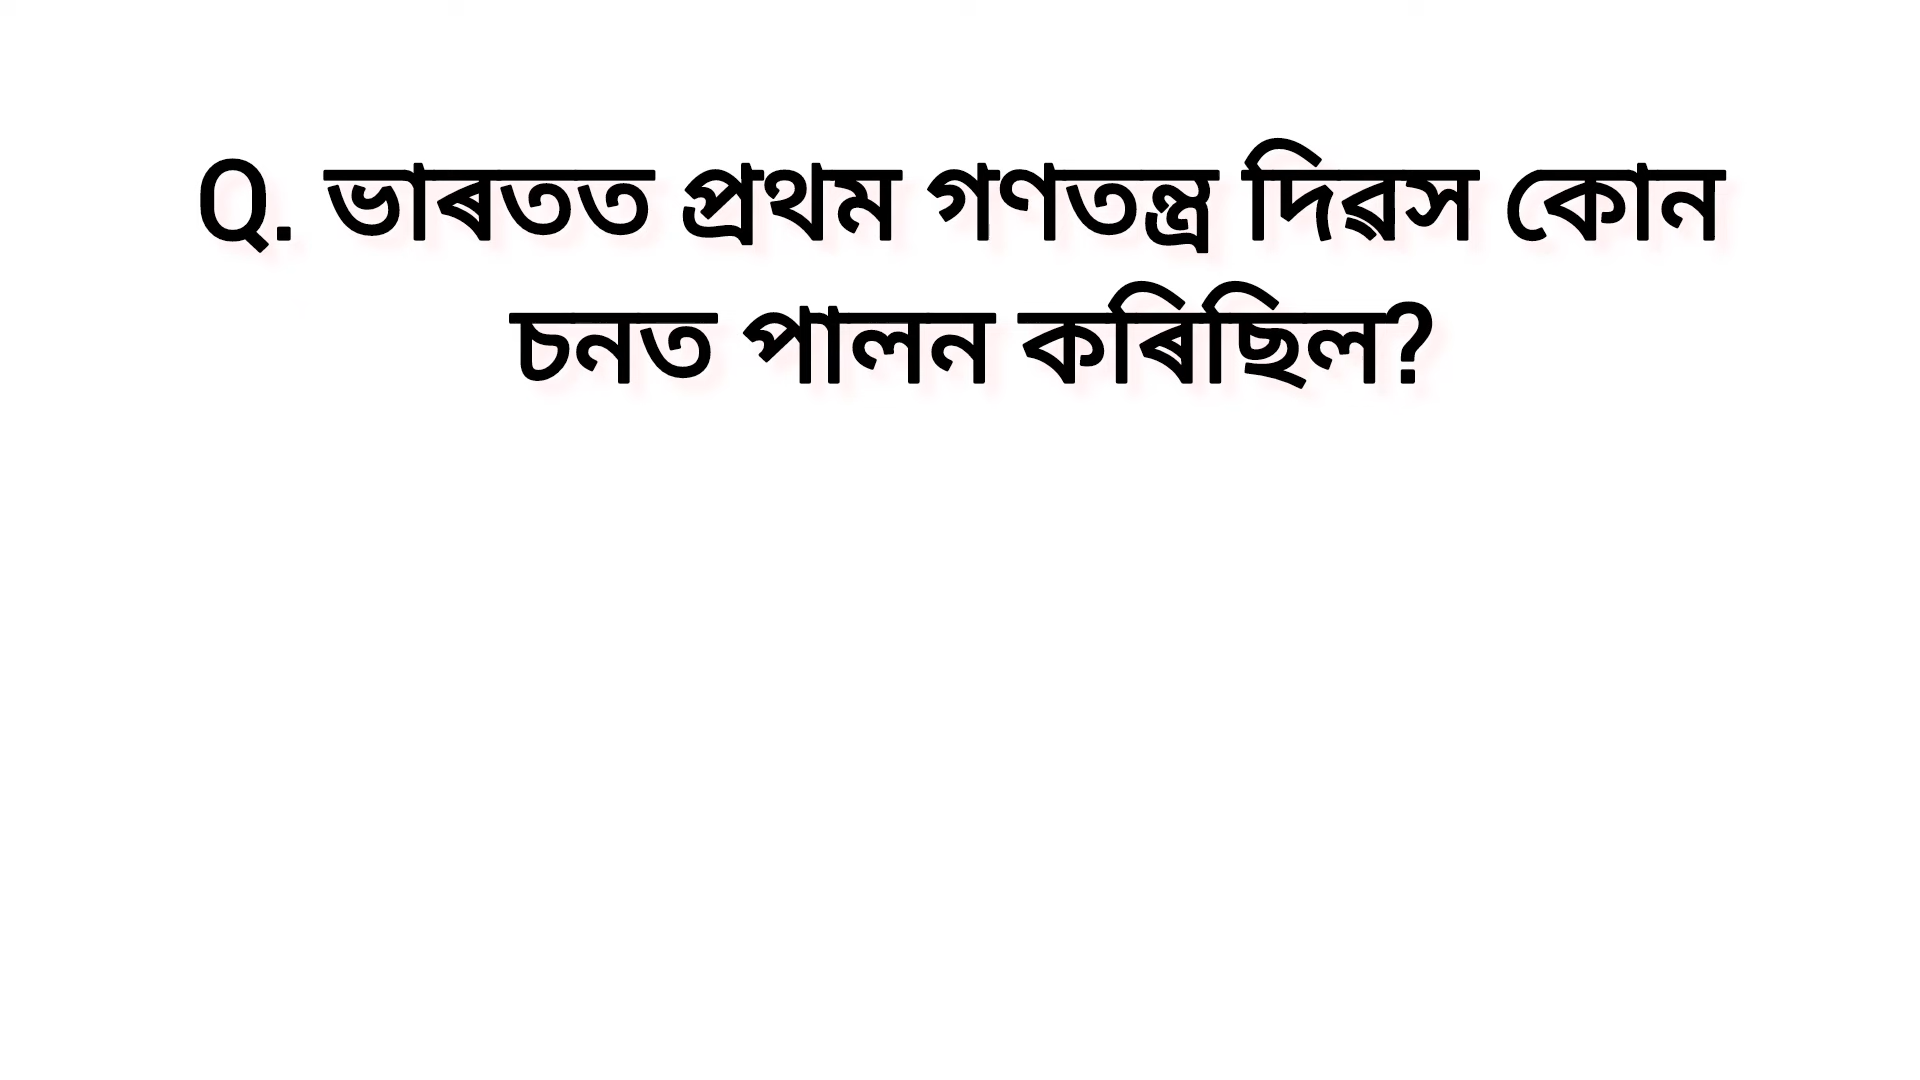 Q. ভাৰতত প্ৰথম গণতন্ত্ৰ দিৱস কোন
চনত পালন কৰিছিল?